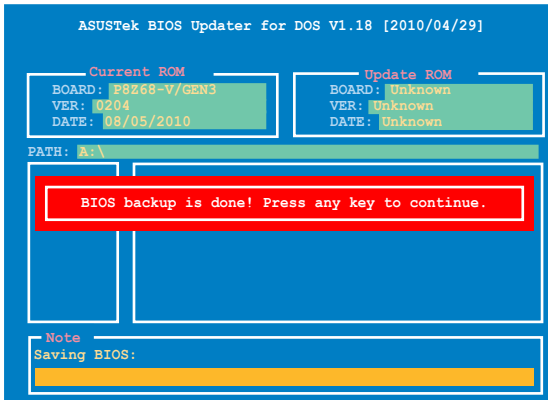 ASUSTek BIOS Updater for DOS V1.18 [2010/04/29]
Current ROM
BOARD: P8Z68-V/GEN3
VER: 0204
DATE: 08/05/2010
Update ROM
BOARD: Unknown
VER: Unknown
DATE: Unknown
PATH: A:\
BIOS backup is done! Press any key to continue.
Note
Saving BIOS: